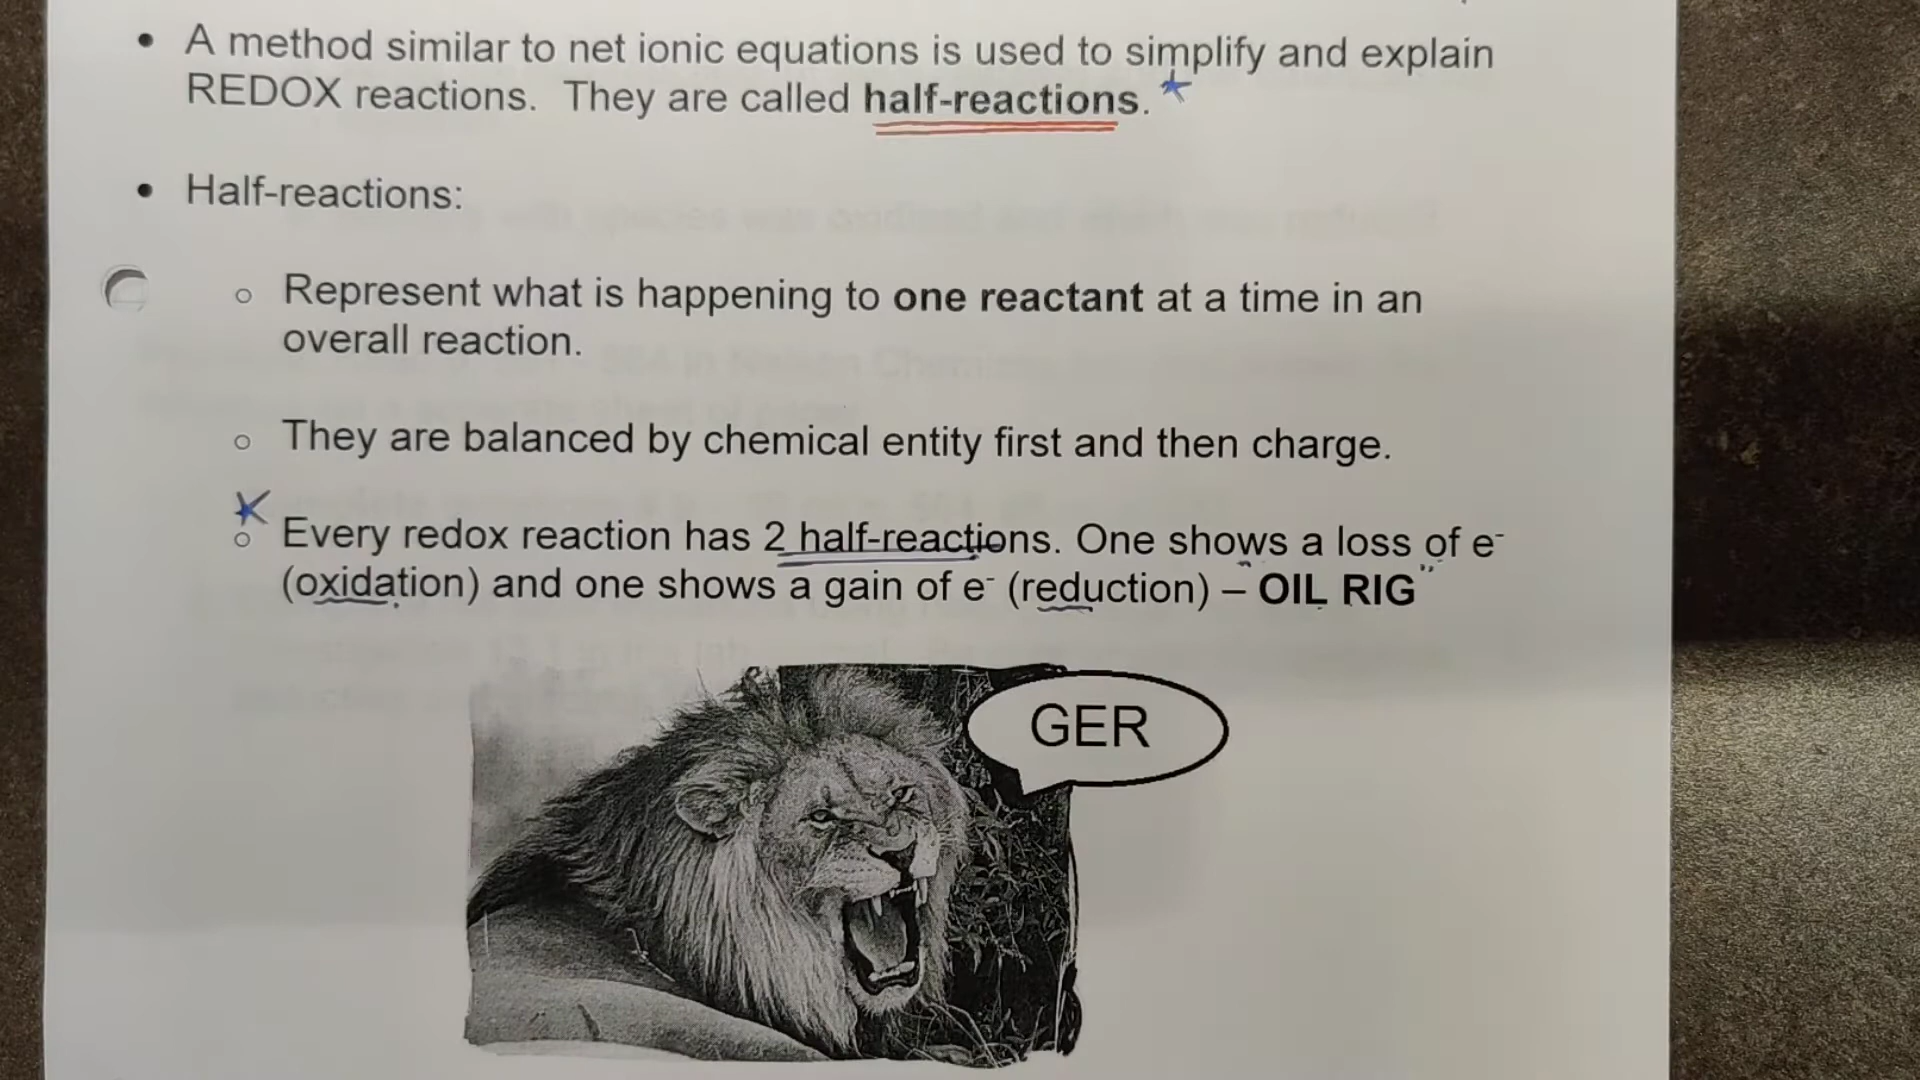 • A method similar to net ionic equations is used to simplify and explain
REDOX reactions. They are called half-reactions.
• Half-reactions:
○ Represent what is happening to one reactant at a time in an
overall reaction.
○ They are balanced by chemical entity first and then charge.
○ Every redox reaction has 2 half-reactions. One shows a loss of e⁻
(oxidation) and one shows a gain of e⁻ (reduction) – "OIL RIG"
GER